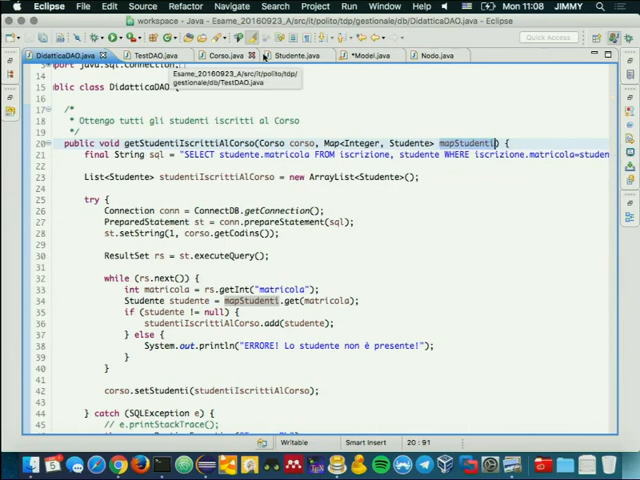 Eclipse File Edit Source Refactor Navigate Search Project Run Window Help Mon 11:08 JIMMY
workspace - Java - Esame_20160923_A/src/it/polito/tdp/gestionale/db/DidatticaDAO.java - Eclipse
Quick Access
DidatticaDAO.java TestDAO.java Corso.java Studente.java *Model.java Nodo.java
import java.sql.Connection;
Esame_20160923_A/src/it/polito/tdp/
gestionale/db/TestDAO.java
14
15 public class DidatticaDAO
16
17 /*
18 * Ottengo tutti gli studenti iscritti al Corso
19 */
20 public void getStudentiIscrittiAlCorso(Corso corso, Map<Integer, Studente> mapStudenti) {
21 final String sql = "SELECT studente.matricola FROM iscrizione, studente WHERE iscrizione.matricola=studen
22
23 List<Studente> studentiIscrittiAlCorso = new ArrayList<Studente>();
24
25 try {
26 Connection conn = ConnectDB.getConnection();
27 PreparedStatement st = conn.prepareStatement(sql);
28 st.setString(1, corso.getCodins());
29
30 ResultSet rs = st.executeQuery();
31
32 while (rs.next()) {
33 int matricola = rs.getInt("matricola");
34 Studente studente = mapStudenti.get(matricola);
35 if (studente != null) {
36 studentiIscrittiAlCorso.add(studente);
37 } else {
38 System.out.println("ERRORE! Lo studente non è presente!");
39 }
40 }
41
42 corso.setStudenti(studentiIscrittiAlCorso);
43
44 } catch (SQLException e) {
45 // e.printStackTrace();
Writable Smart Insert 20 : 91